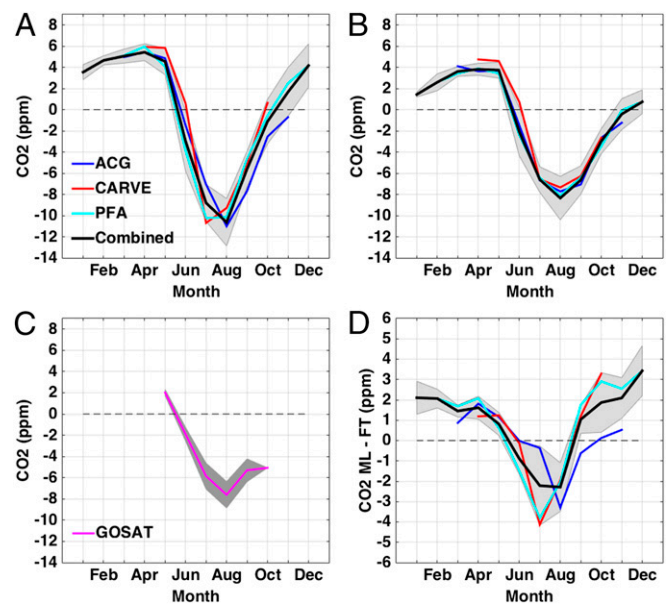 A
CO2 (ppm)
8
6
4
2
0
-2
-4
-6
-8
-10
-12
-14
ACG
CARVE
PFA
Combined
Feb Apr Jun Aug Oct Dec
Month
B
CO2 (ppm)
8
6
4
2
0
-2
-4
-6
-8
-10
-12
-14
Feb Apr Jun Aug Oct Dec
Month
C
CO2 (ppm)
8
6
4
2
0
-2
-4
-6
-8
-10
-12
-14
GOSAT
Feb Apr Jun Aug Oct Dec
Month
D
CO2 ML - FT (ppm)
6
5
4
3
2
1
0
-1
-2
-3
-4
-5
-6
Feb Apr Jun Aug Oct Dec
Month